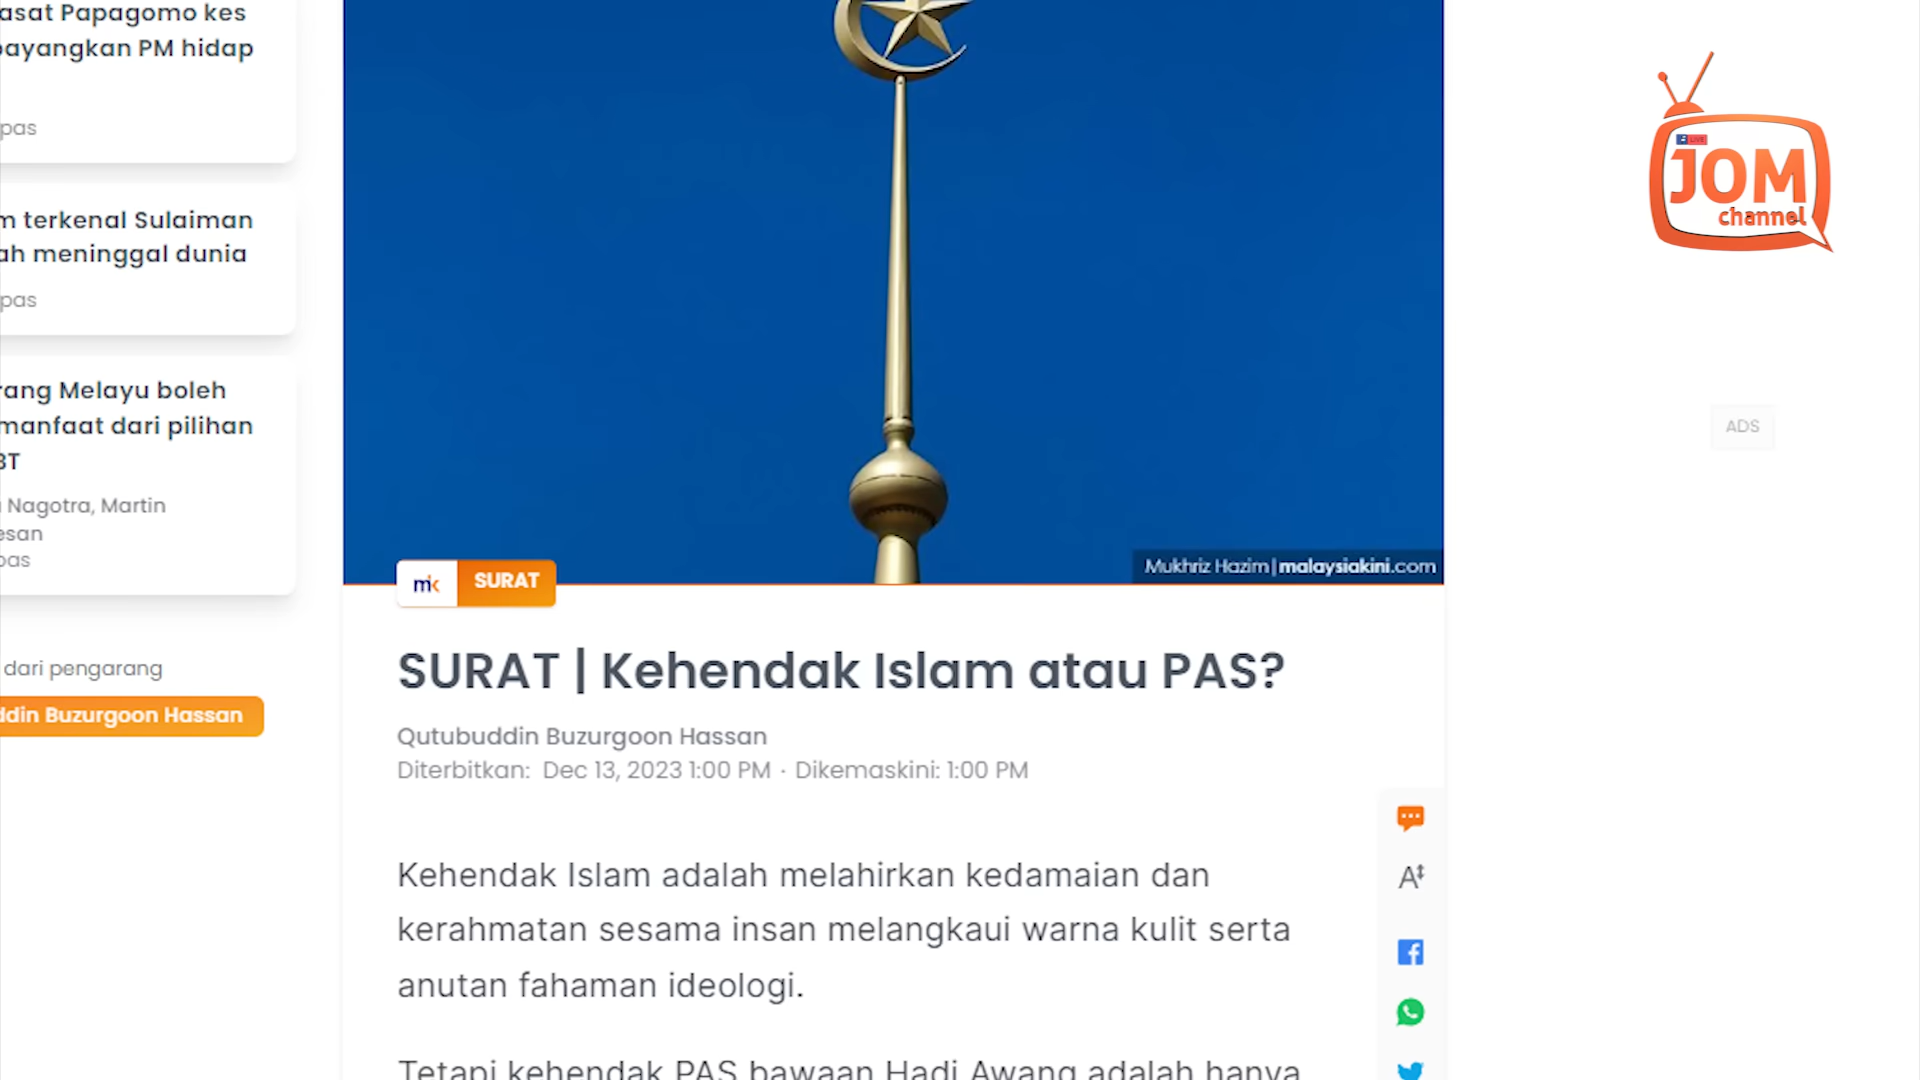 asat Papagomo kes
bayangkan PM hidap
pas
m terkenal Sulaiman
ah meninggal dunia
pas
rang Melayu boleh
manfaat dari pilihan
BT
Nagotra, Martin
esan
pas
dari pengarang
ddin Buzurgoon Hassan
Mukhriz Hazim | malaysiakini.com
mk SURAT
SURAT | Kehendak Islam atau PAS?
Qutubuddin Buzurgoon Hassan
Diterbitkan: Dec 13, 2023 1:00 PM · Dikemaskini: 1:00 PM
Kehendak Islam adalah melahirkan kedamaian dan
kerahmatan sesama insan melangkaui warna kulit serta
anutan fahaman ideologi.
Tetapi kehendak PAS bawaan Hadi Awang adalah hanya
LIVE
JOM
channel
ADS